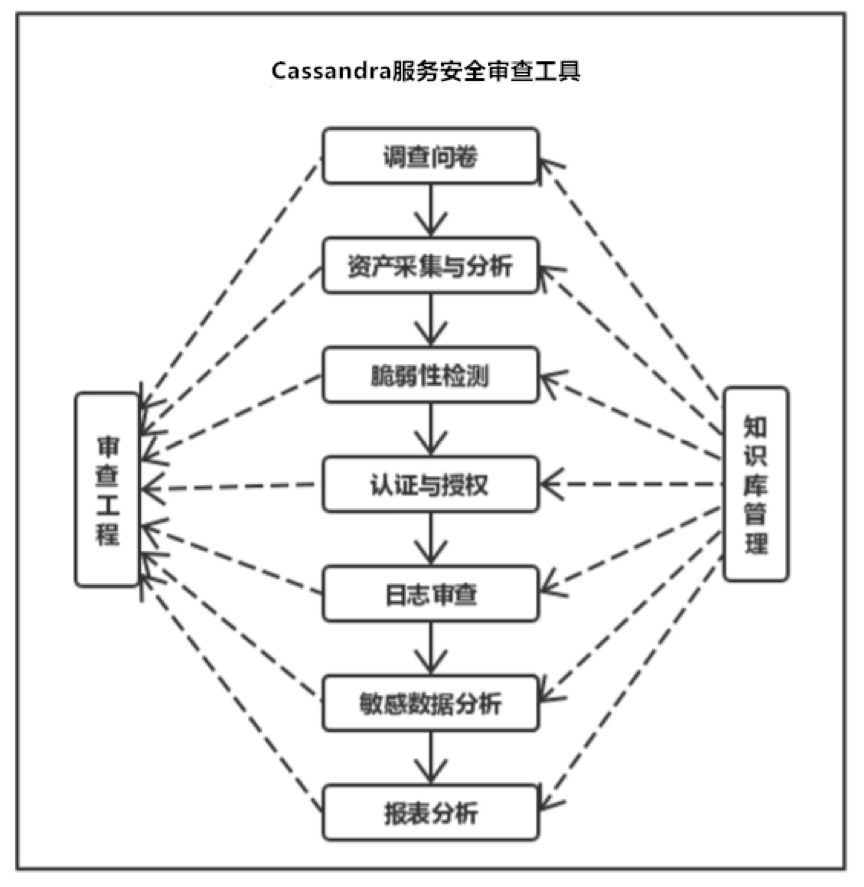 Cassandra服务安全审查工具
调查问卷
资产采集与分析
脆弱性检测
审查工程
认证与授权
知识库管理
日志审查
敏感数据分析
报表分析